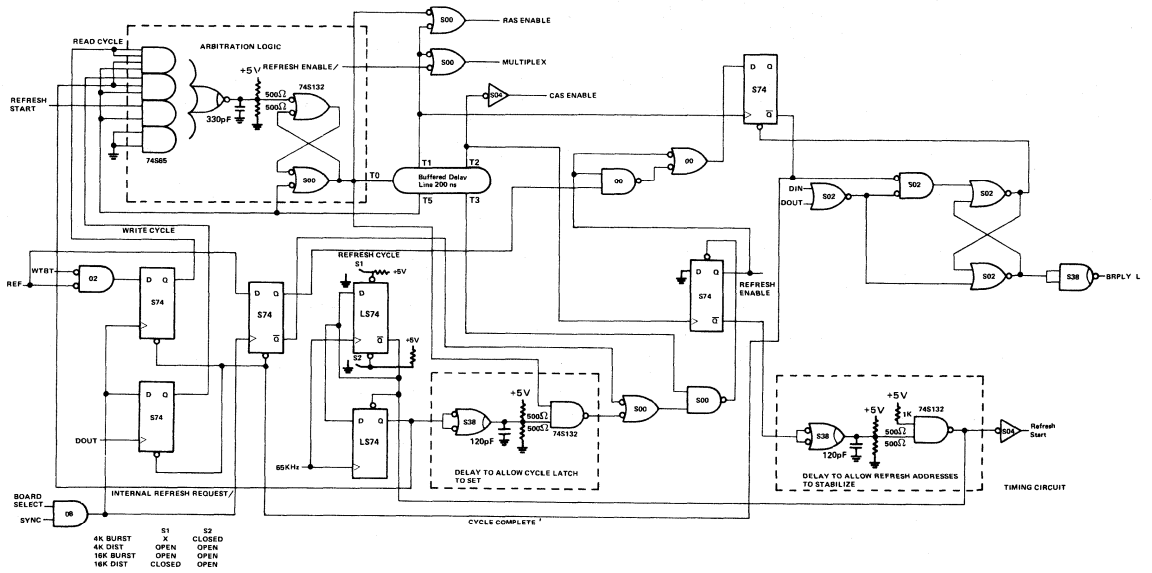 S00
RAS ENABLE
READ CYCLE
ARBITRATION LOGIC
+5V
REFRESH ENABLE/
S00
MULTIPLEX
74S132
D Q
S74
Q
REFRESH
START
500Ω
500Ω
330pF
S04
CAS ENABLE
74S65
S00
T0
T1 T2
Buffered Delay
Line 200 ns
T5 T3
00
00
DIN
DOUT
S02
S02
S02
WRITE CYCLE
REFRESH CYCLE
S1
+5V
WTBT
REF
02
D Q
S74
D Q
S74
Q
D
LS74
Q
S2
+5V
D Q
S74
Q
REFRESH
ENABLE
S02
S38
BRPLY L
D Q
S74
DOUT
D Q
LS74
65KHz
S38
120pF
+5V
500Ω
500Ω
74S132
DELAY TO ALLOW CYCLE LATCH
TO SET
S00
S00
S38
120pF
+5V
500Ω
500Ω
+5V
1K
74S132
DELAY TO ALLOW REFRESH ADDRESSES
TO STABILIZE
S04
Refresh
Start
TIMING CIRCUIT
INTERNAL REFRESH REQUEST/
BOARD
SELECT
SYNC
08
CYCLE COMPLETE '
S1 S2
4K BURST X CLOSED
4K DIST OPEN OPEN
16K BURST OPEN OPEN
16K DIST CLOSED OPEN